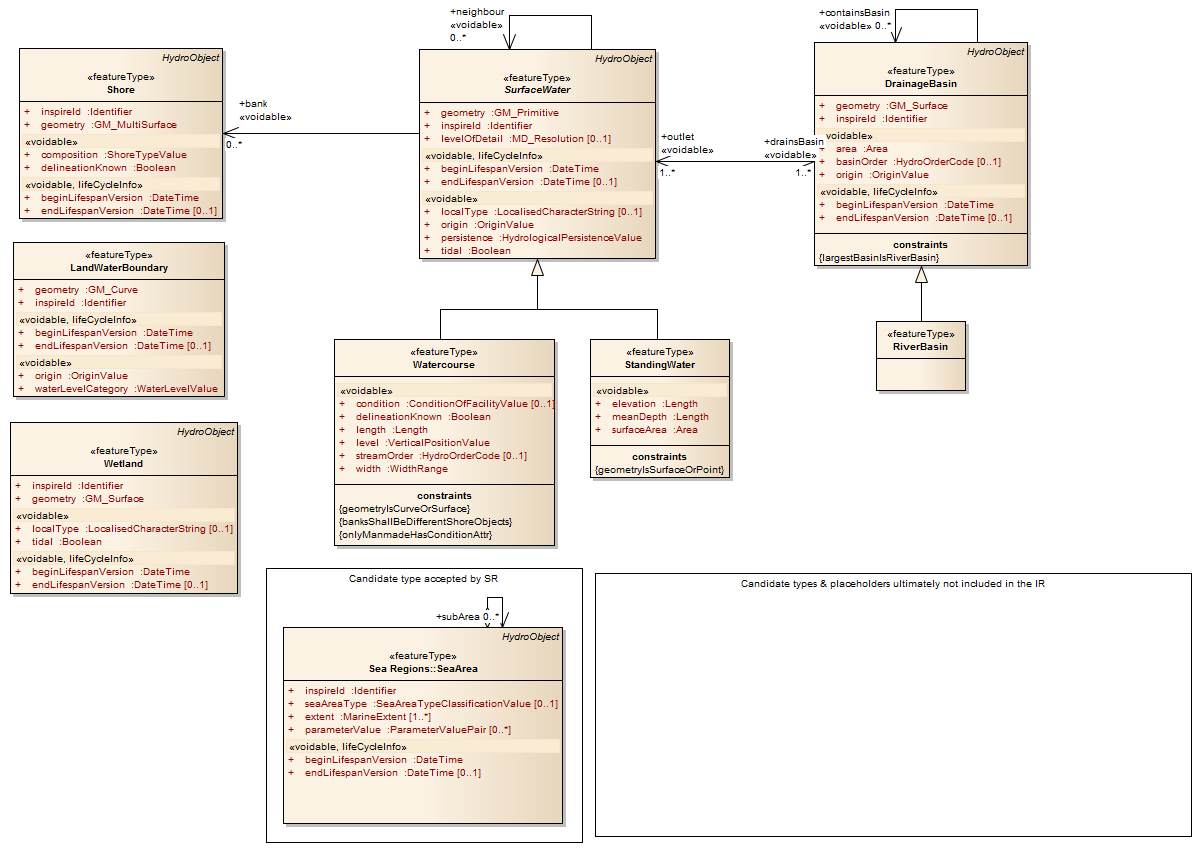 +neighbour
«voidable»
0..*
+containsBasin
«voidable» 0..*
HydroObject
«featureType»
Shore
+ inspireId :Identifier
+ geometry :GM_MultiSurface
«voidable»
+ composition :ShoreTypeValue
+ delineationKnown :Boolean
«voidable, lifeCycleInfo»
+ beginLifespanVersion :DateTime
+ endLifespanVersion :DateTime [0..1]
+bank
«voidable»
0..*
HydroObject
«featureType»
SurfaceWater
+ geometry :GM_Primitive
+ inspireId :Identifier
+ levelOfDetail :MD_Resolution [0..1]
«voidable, lifeCycleInfo»
+ beginLifespanVersion :DateTime
+ endLifespanVersion :DateTime [0..1]
«voidable»
+ localType :LocalisedCharacterString [0..1]
+ origin :OriginValue
+ persistence :HydrologicalPersistenceValue
+ tidal :Boolean
+outlet
«voidable»
1..*
+drainsBasin
«voidable»
1..*
HydroObject
«featureType»
DrainageBasin
+ geometry :GM_Surface
+ inspireId :Identifier
voidable»
+ area :Area
+ basinOrder :HydroOrderCode [0..1]
+ origin :OriginValue
«voidable, lifeCycleInfo»
+ beginLifespanVersion :DateTime
+ endLifespanVersion :DateTime [0..1]
constraints
{largestBasinIsRiverBasin}
«featureType»
LandWaterBoundary
+ geometry :GM_Curve
+ inspireId :Identifier
«voidable, lifeCycleInfo»
+ beginLifespanVersion :DateTime
+ endLifespanVersion :DateTime [0..1]
«voidable»
+ origin :OriginValue
+ waterLevelCategory :WaterLevelValue
«featureType»
Watercourse
«voidable»
+ condition :ConditionOfFacilityValue [0..1]
+ delineationKnown :Boolean
+ length :Length
+ level :VerticalPositionValue
+ streamOrder :HydroOrderCode [0..1]
+ width :WidthRange
constraints
{geometryIsCurveOrSurface}
{banksShallBeDifferentShoreObjects}
{onlyManmadeHasConditionAttr}
«featureType»
StandingWater
«voidable»
+ elevation :Length
+ meanDepth :Length
+ surfaceArea :Area
constraints
{geometryIsSurfaceOrPoint}
«featureType»
RiverBasin
HydroObject
«featureType»
Wetland
+ inspireId :Identifier
+ geometry :GM_Surface
«voidable»
+ localType :LocalisedCharacterString [0..1]
+ tidal :Boolean
«voidable, lifeCycleInfo»
+ beginLifespanVersion :DateTime
+ endLifespanVersion :DateTime [0..1]
Candidate type accepted by SR
+subArea 0..*
HydroObject
«featureType»
Sea Regions::SeaArea
+ inspireId :Identifier
+ seaAreaType :SeaAreaTypeClassificationValue [0..1]
+ extent :MarineExtent [1..*]
+ parameterValue :ParameterValuePair [0..*]
«voidable, lifeCycleInfo»
+ beginLifespanVersion :DateTime
+ endLifespanVersion :DateTime [0..1]
Candidate types & placeholders ultimately not included in the IR